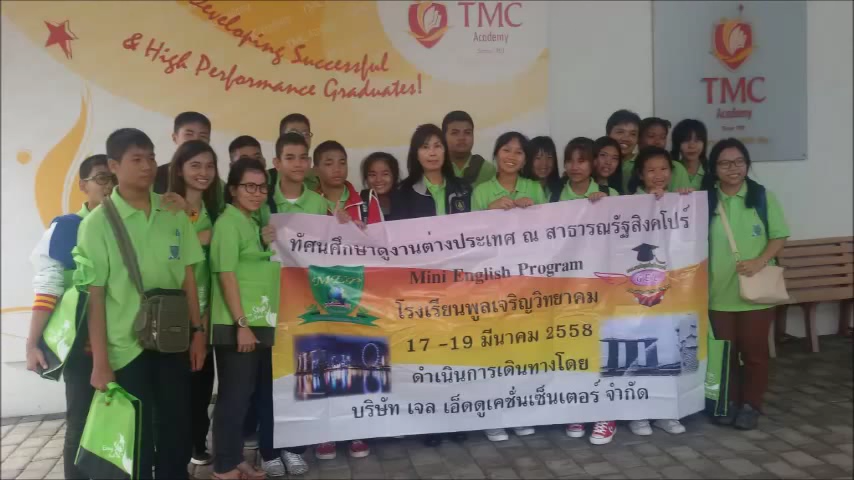 Developing Successful
& High Performance Graduates!
TMC
Academy
TMC
Academy
ทัศนศึกษาดูงานต่างประเทศ ณ สาธารณรัฐสิงคโปร์
Mini English Program
โรงเรียนพูลเจริญวิทยาคม
17 -19 มีนาคม 2558
ดำเนินการเดินทางโดย
บริษัท เจล เอ็ดดูเคชั่นเซ็นเตอร์ จำกัด